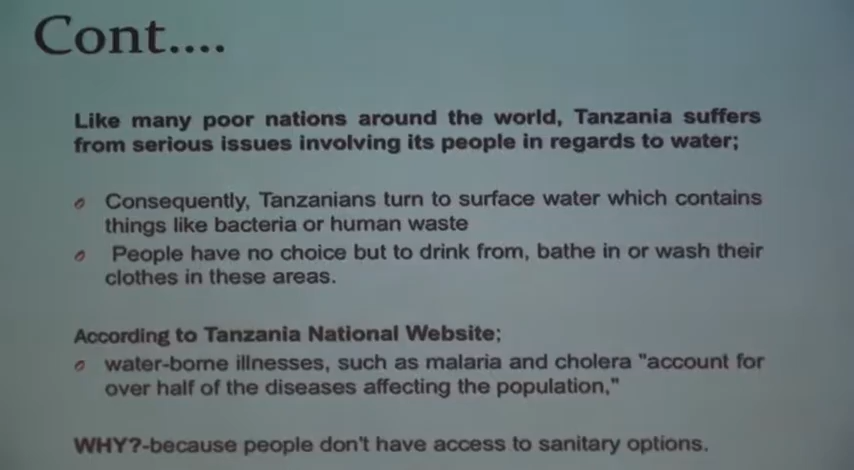 Cont....
Like many poor nations around the world, Tanzania suffers
from serious issues involving its people in regards to water;
Consequently, Tanzanians turn to surface water which contains
things like bacteria or human waste
People have no choice but to drink from, bathe in or wash their
clothes in these areas.
According to Tanzania National Website;
water-borne illnesses, such as malaria and cholera "account for
over half of the diseases affecting the population,"
WHY?-because people don't have access to sanitary options.